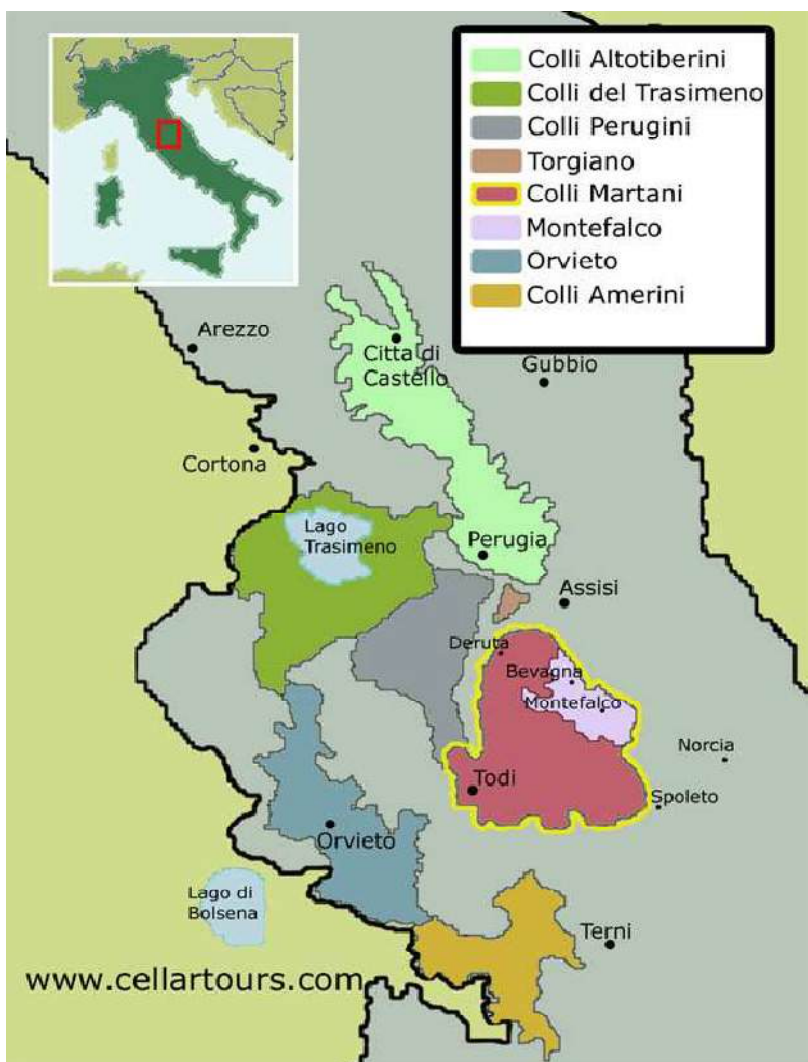 Colli Altotiberini
Colli del Trasimeno
Colli Perugini
Torgiano
Colli Martani
Montefalco
Orvieto
Colli Amerini
Arezzo
Citta di
Castello
Gubbio
Cortona
Lago
Trasimeno
Perugia
Assisi
Deruta
Bevagna
Montefalco
Norcia
Todi
Spoleto
Orvieto
Lago di
Bolsena
Terni
www.cellartours.com